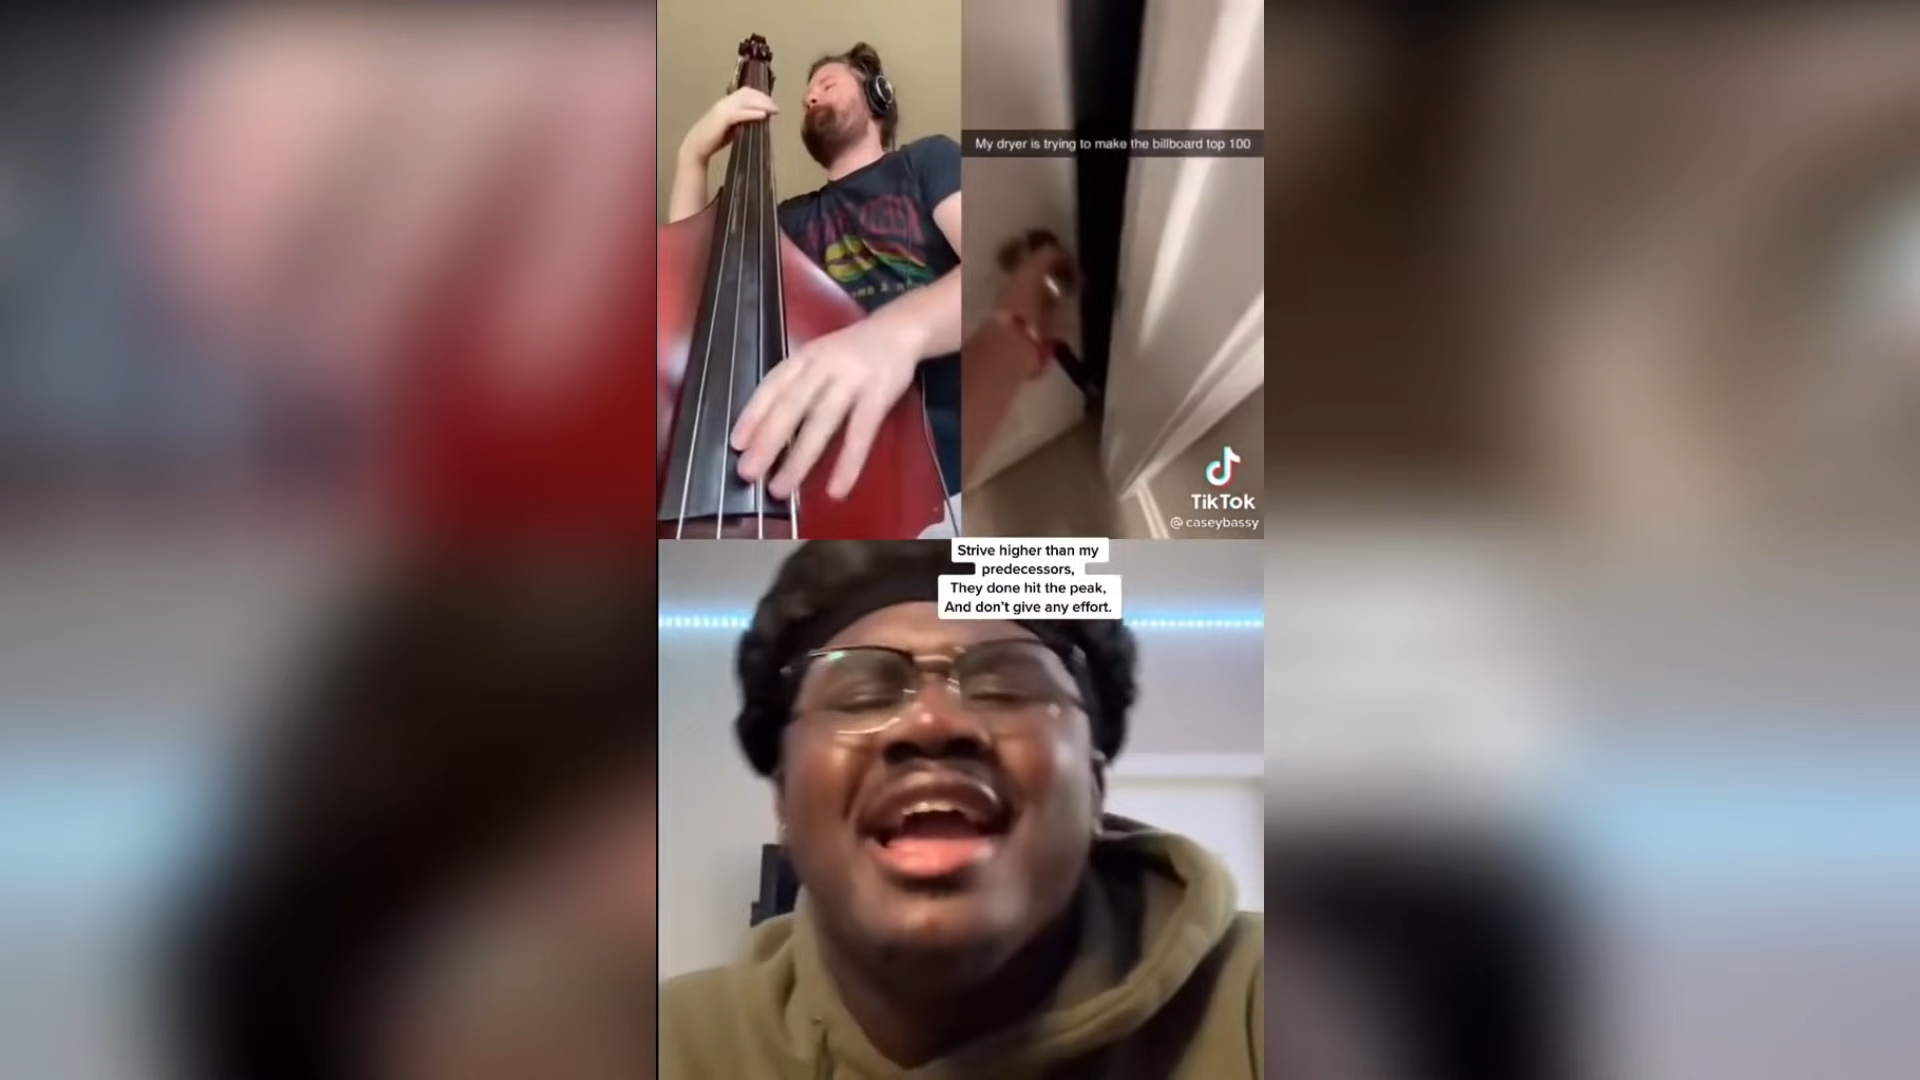 My dryer is trying to make the billboard top 100
TikTok
@caseybassy
Strive higher than my
predecessors,
They done hit the peak,
And don't give any effort.